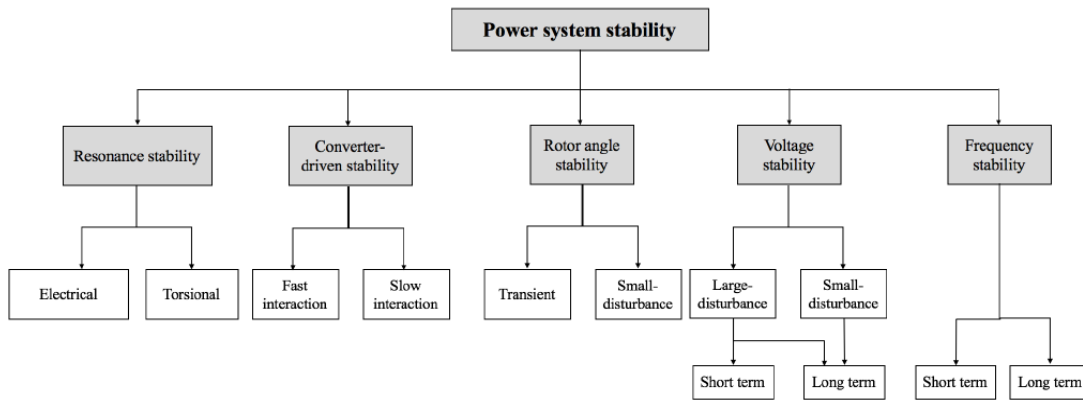 Power system stability
Resonance stability
Converter-
driven stability
Rotor angle
stability
Voltage
stability
Frequency
stability
Electrical
Torsional
Fast
interaction
Slow
interaction
Transient
Small-
disturbance
Large-
disturbance
Small-
disturbance
Short term
Long term
Short term
Long term